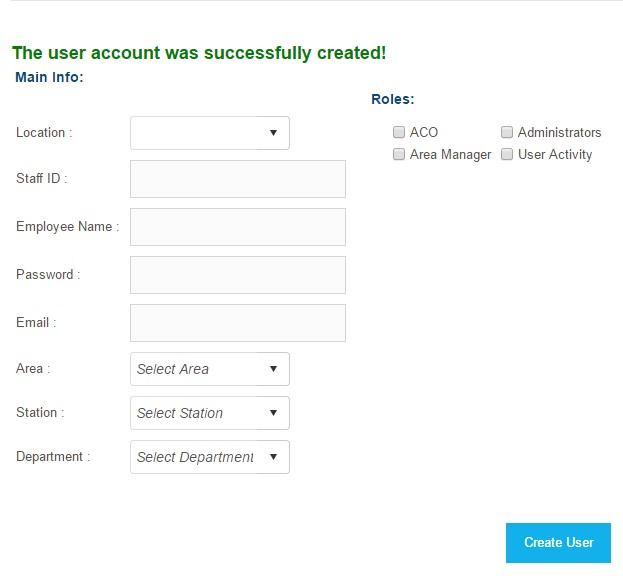 The user account was successfully created!
Main Info:
Roles:
Location :
ACO
Administrators
Area Manager
User Activity
Staff ID :
Employee Name :
Password :
Email :
Area :
Select Area
Station :
Select Station
Department :
Select Department
Create User